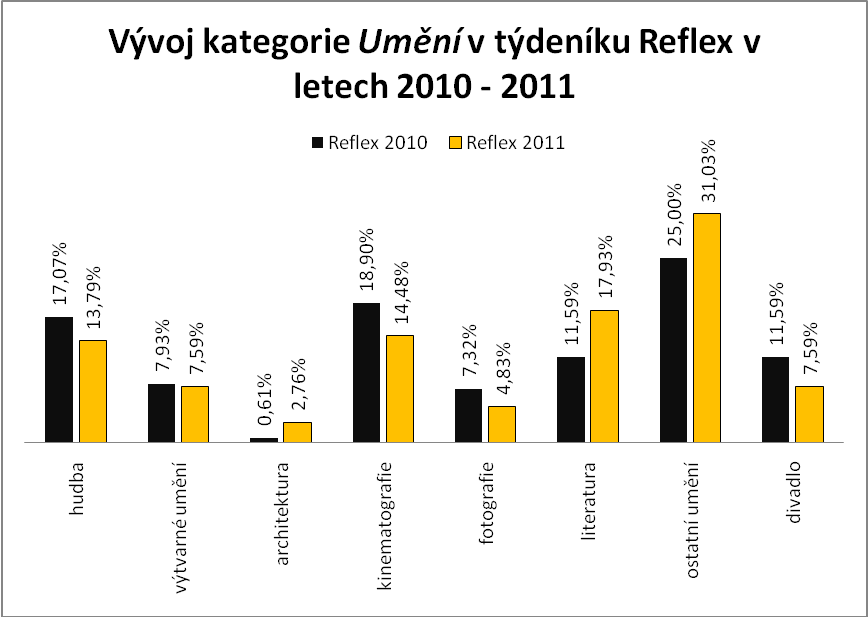 Vývoj kategorie Umění v týdeníku Reflex v
letech 2010 - 2011
Reflex 2010
Reflex 2011
17,07%
13,79%
7,93%
7,59%
0,61%
2,76%
18,90%
14,48%
7,32%
4,83%
11,59%
17,93%
25,00%
31,03%
11,59%
7,59%
hudba
výtvarné umění
architektura
kinematografie
fotografie
literatura
ostatní umění
divadlo